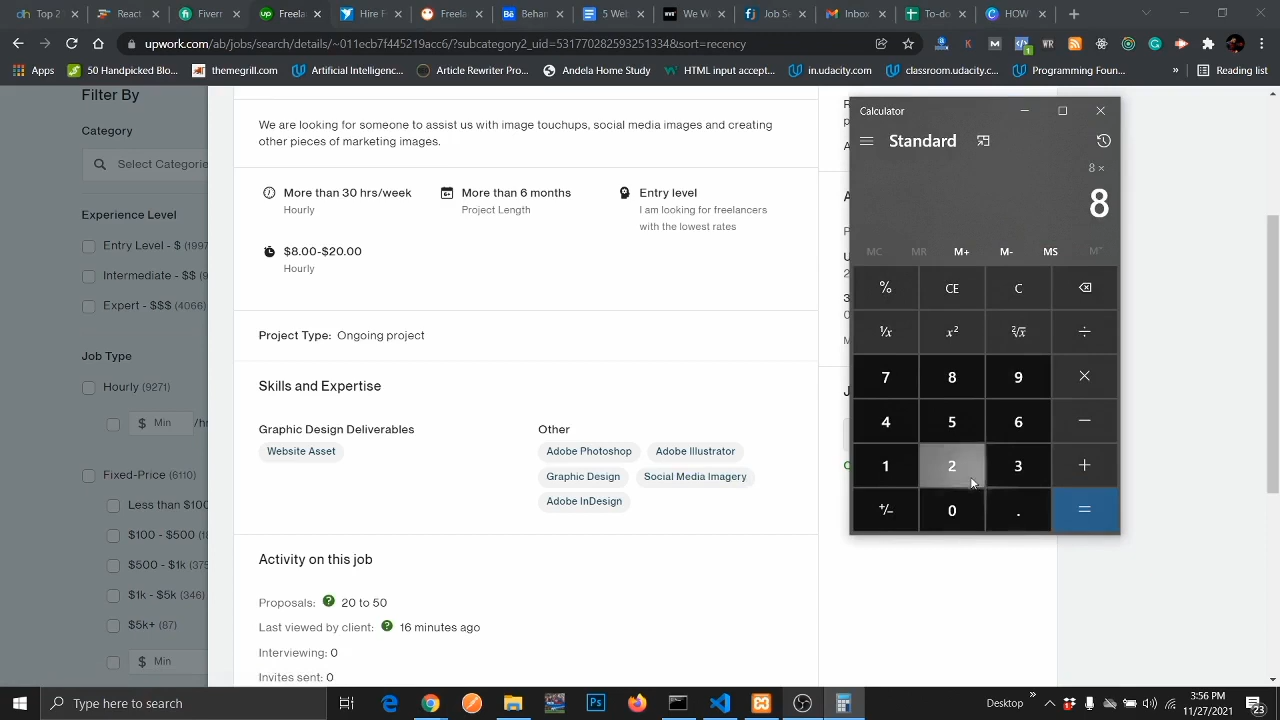 Top 2
React
Fiverr
Freela
Hire F
Freela
Behan
5 Web
We W
Job Se
Inbox
To-do
HOW
upwork.com/ab/jobs/search/details/~011ecb7f445219acc6/?subcategory2_uid=531770282593251334&sort=recency
Apps
50 Handpicked Blo...
themegrill.com
Artificial Intelligenc...
Article Rewriter Pro...
Andela Home Study
HTML input accept...
in.udacity.com
classroom.udacity.c...
Programming Foun...
»
Reading list
Filter By
Category
Select Categorie
Experience Level
Entry Level - $ (1997
Intermediate - $$ (9
Expert - $$$ (4066)
Job Type
Hourly (9271)
$ Min /hr
Fixed-Price (6110)
Less than $100
$100 - $500 (18
$500 - $1k (375
$1k - $5k (346)
$5k+ (87)
$ Min
We are looking for someone to assist us with image touchups, social media images and creating
other pieces of marketing images.
More than 30 hrs/week
Hourly
More than 6 months
Project Length
Entry level
I am looking for freelancers
with the lowest rates
$8.00-$20.00
Hourly
Project Type: Ongoing project
Skills and Expertise
Graphic Design Deliverables
Website Asset
Other
Adobe Photoshop
Adobe Illustrator
Graphic Design
Social Media Imagery
Adobe InDesign
Activity on this job
Proposals: ? 20 to 50
Last viewed by client: ? 16 minutes ago
Interviewing: 0
Invites sent: 0
Calculator
Standard
8 ×
8
MC MR M+ M- MS M˅
% CE C
¹/x x² ²√x ÷
7 8 9 ×
4 5 6 −
1 2 3 +
+/− 0 . =
Type here to search
Desktop
»
3:56 PM
11/27/2021
23